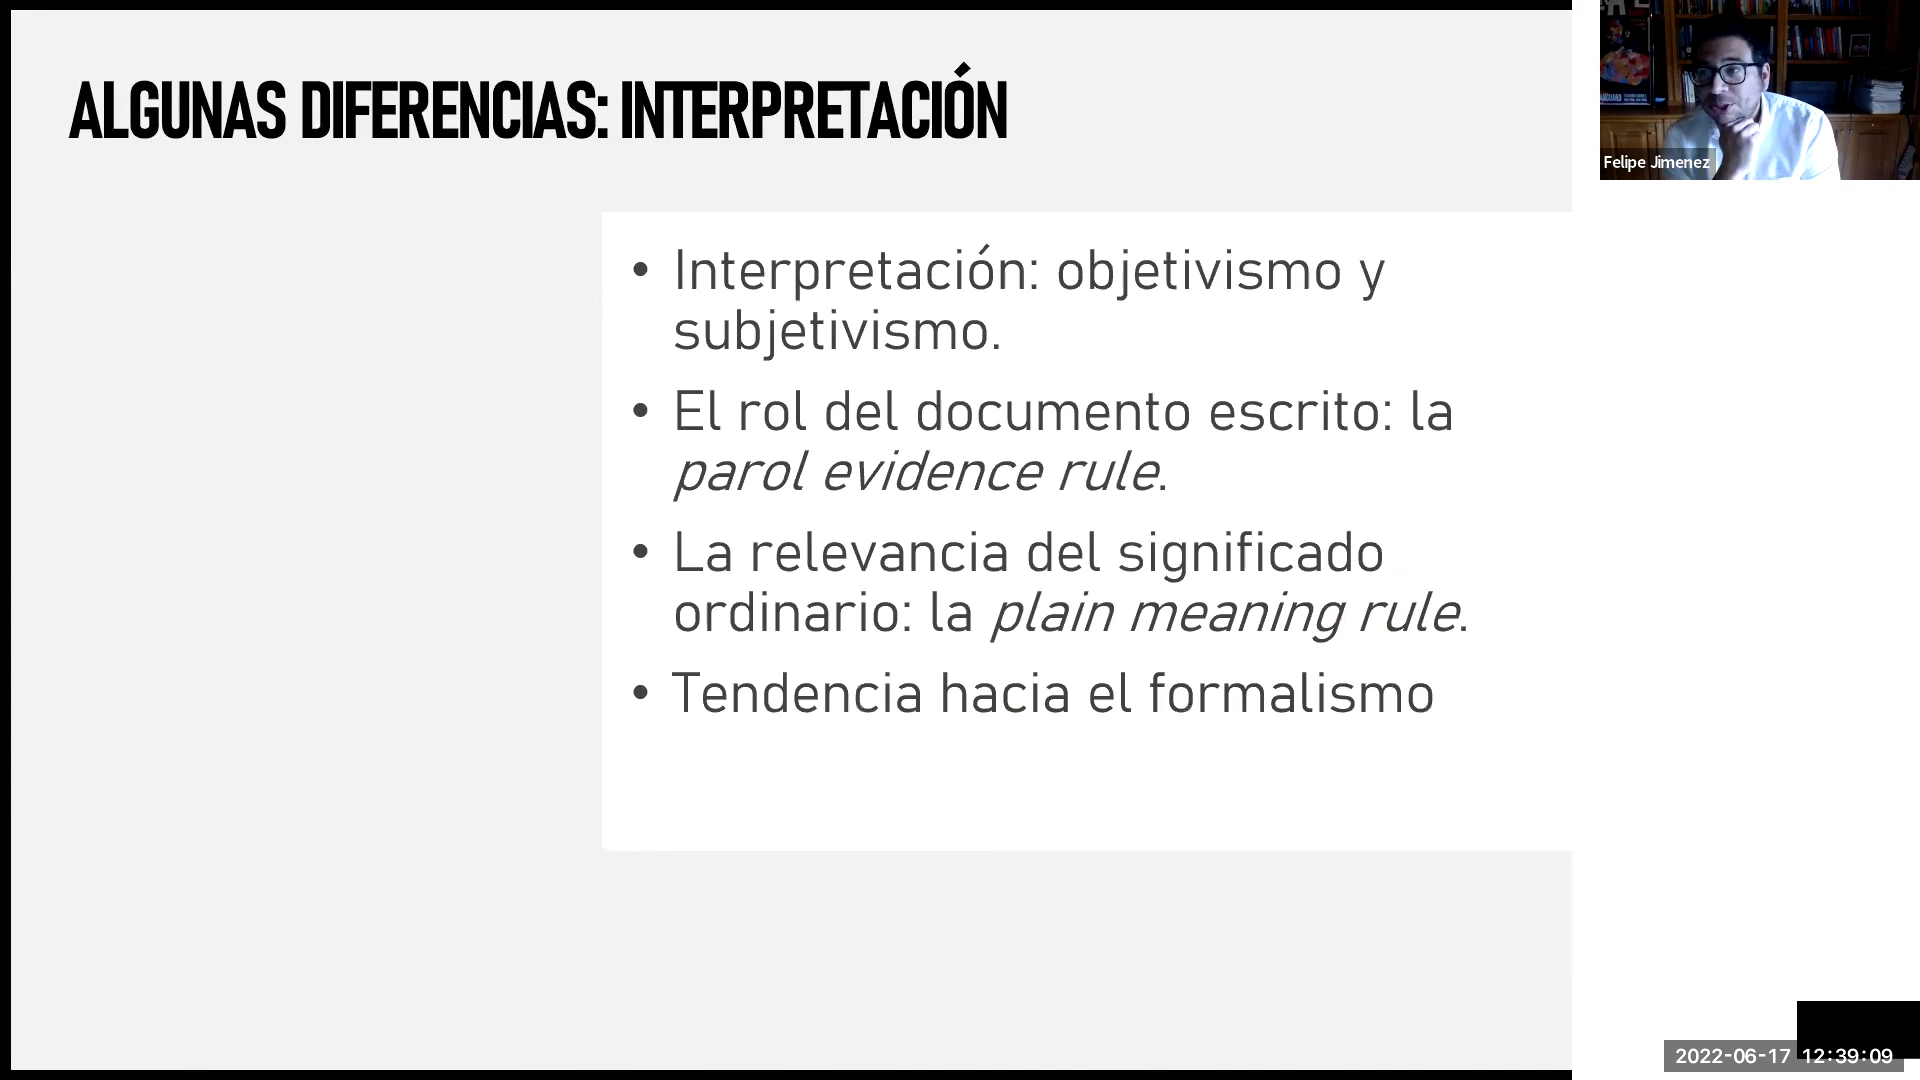 ALGUNAS DIFERENCIAS: INTERPRETACIÓN
Felipe Jimenez
• Interpretación: objetivismo y
subjetivismo.
• El rol del documento escrito: la
parol evidence rule.
• La relevancia del significado
ordinario: la plain meaning rule.
• Tendencia hacia el formalismo
2022-06-17 12:39:09